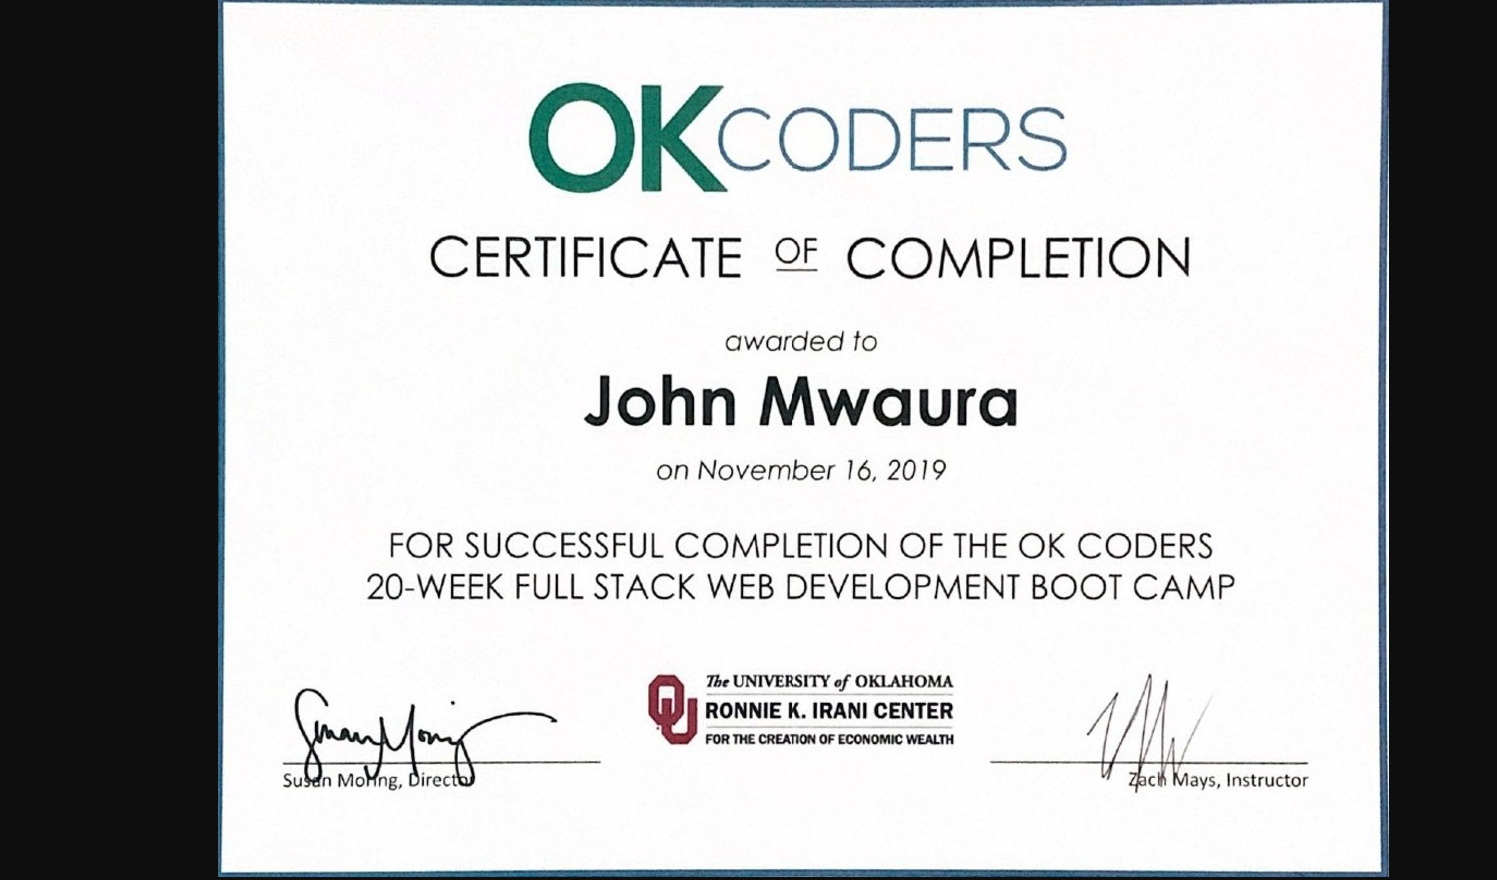 OKCODERS
CERTIFICATE OF COMPLETION
awarded to
John Mwaura
on November 16, 2019
FOR SUCCESSFUL COMPLETION OF THE OK CODERS
20-WEEK FULL STACK WEB DEVELOPMENT BOOT CAMP
The UNIVERSITY of OKLAHOMA
RONNIE K. IRANI CENTER
FOR THE CREATION OF ECONOMIC WEALTH
Susan Moring, Director
Zach Mays, Instructor